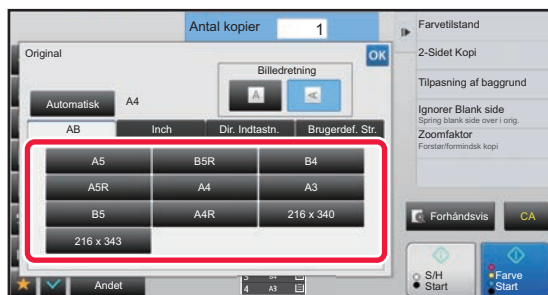 Antal kopier 1
Original
OK
Billedretning
A A
Automatisk A4
AB Inch Dir. Indtastn. Brugerdef. Str.
A5 B5R B4
A5R A4 A3
B5 A4R 216 x 340
216 x 343
Andet
4 A3
Farvetilstand
2-Sidet Kopi
Tilpasning af baggrund
Ignorer Blank side
Spring blank side over i orig.
Zoomfaktor
Forstør/formindsk kopi
Forhåndsvis CA
S/H
Start
Farve
Start